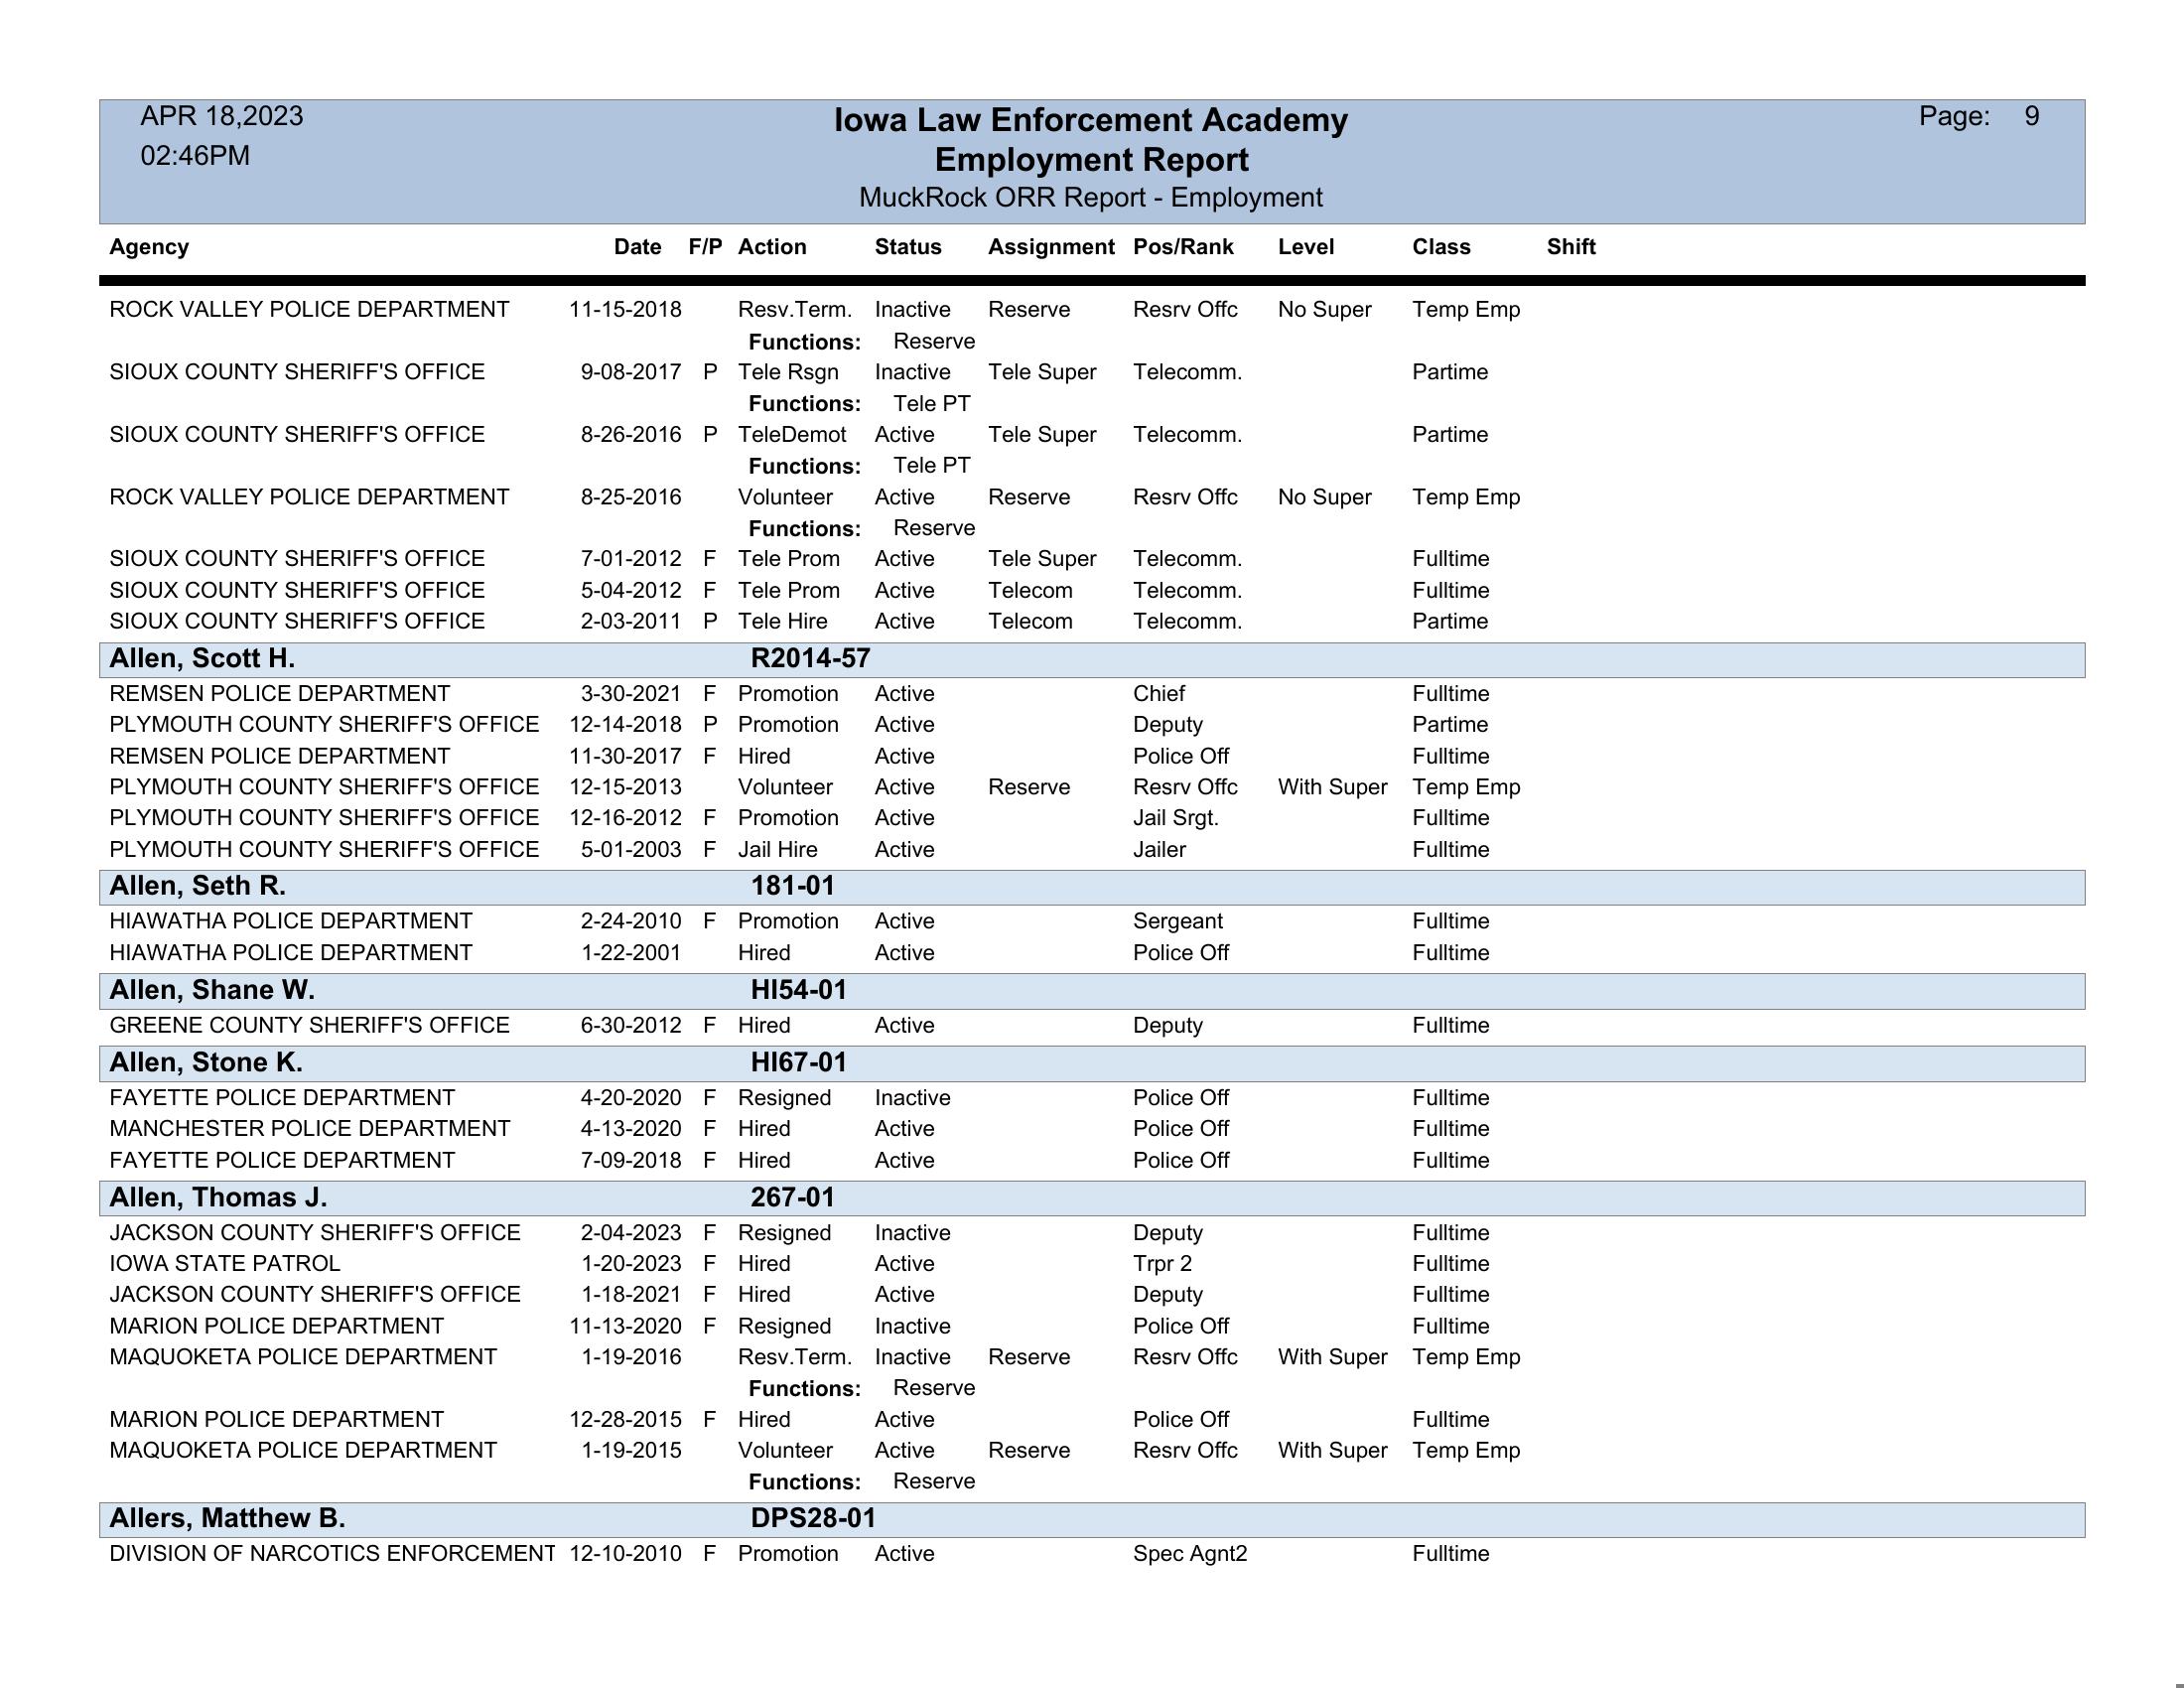 APR 18,2023
02:46PM
Iowa Law Enforcement Academy
Employment Report
MuckRock ORR Report - Employment
Page: 9
Agency Date F/P Action Status Assignment Pos/Rank Level Class Shift
ROCK VALLEY POLICE DEPARTMENT 11-15-2018 Resv.Term. Inactive Reserve Resrv Offc No Super Temp Emp
Functions: Reserve
SIOUX COUNTY SHERIFF'S OFFICE 9-08-2017 P Tele Rsgn Inactive Tele Super Telecomm. Partime
Functions: Tele PT
SIOUX COUNTY SHERIFF'S OFFICE 8-26-2016 P TeleDemot Active Tele Super Telecomm. Partime
Functions: Tele PT
ROCK VALLEY POLICE DEPARTMENT 8-25-2016 Volunteer Active Reserve Resrv Offc No Super Temp Emp
Functions: Reserve
SIOUX COUNTY SHERIFF'S OFFICE 7-01-2012 F Tele Prom Active Tele Super Telecomm. Fulltime
SIOUX COUNTY SHERIFF'S OFFICE 5-04-2012 F Tele Prom Active Telecom Telecomm. Fulltime
SIOUX COUNTY SHERIFF'S OFFICE 2-03-2011 P Tele Hire Active Telecom Telecomm. Partime
Allen, Scott H. R2014-57
REMSEN POLICE DEPARTMENT 3-30-2021 F Promotion Active Chief Fulltime
PLYMOUTH COUNTY SHERIFF'S OFFICE 12-14-2018 P Promotion Active Deputy Partime
REMSEN POLICE DEPARTMENT 11-30-2017 F Hired Active Police Off Fulltime
PLYMOUTH COUNTY SHERIFF'S OFFICE 12-15-2013 Volunteer Active Reserve Resrv Offc With Super Temp Emp
PLYMOUTH COUNTY SHERIFF'S OFFICE 12-16-2012 F Promotion Active Jail Srgt. Fulltime
PLYMOUTH COUNTY SHERIFF'S OFFICE 5-01-2003 F Jail Hire Active Jailer Fulltime
Allen, Seth R. 181-01
HIAWATHA POLICE DEPARTMENT 2-24-2010 F Promotion Active Sergeant Fulltime
HIAWATHA POLICE DEPARTMENT 1-22-2001 Hired Active Police Off Fulltime
Allen, Shane W. HI54-01
GREENE COUNTY SHERIFF'S OFFICE 6-30-2012 F Hired Active Deputy Fulltime
Allen, Stone K. HI67-01
FAYETTE POLICE DEPARTMENT 4-20-2020 F Resigned Inactive Police Off Fulltime
MANCHESTER POLICE DEPARTMENT 4-13-2020 F Hired Active Police Off Fulltime
FAYETTE POLICE DEPARTMENT 7-09-2018 F Hired Active Police Off Fulltime
Allen, Thomas J. 267-01
JACKSON COUNTY SHERIFF'S OFFICE 2-04-2023 F Resigned Inactive Deputy Fulltime
IOWA STATE PATROL 1-20-2023 F Hired Active Trpr 2 Fulltime
JACKSON COUNTY SHERIFF'S OFFICE 1-18-2021 F Hired Active Deputy Fulltime
MARION POLICE DEPARTMENT 11-13-2020 F Resigned Inactive Police Off Fulltime
MAQUOKETA POLICE DEPARTMENT 1-19-2016 Resv.Term. Inactive Reserve Resrv Offc With Super Temp Emp
Functions: Reserve
MARION POLICE DEPARTMENT 12-28-2015 F Hired Active Police Off Fulltime
MAQUOKETA POLICE DEPARTMENT 1-19-2015 Volunteer Active Reserve Resrv Offc With Super Temp Emp
Functions: Reserve
Allers, Matthew B. DPS28-01
DIVISION OF NARCOTICS ENFORCEMENT 12-10-2010 F Promotion Active Spec Agnt2 Fulltime